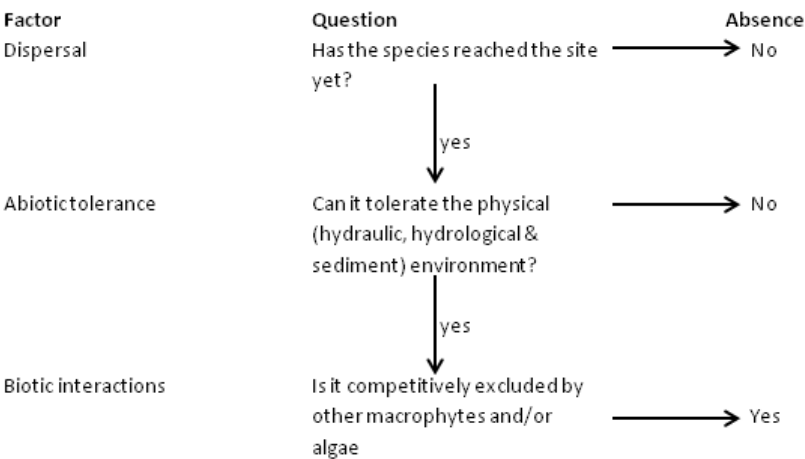 Factor Question Absence
Dispersal Has the species reached the site No
yet?
yes
Abiotic tolerance Can it tolerate the physical No
(hydraulic, hydrological &
sediment) environment?
yes
Biotic interactions Is it competitively excluded by
other macrophytes and/or Yes
algae